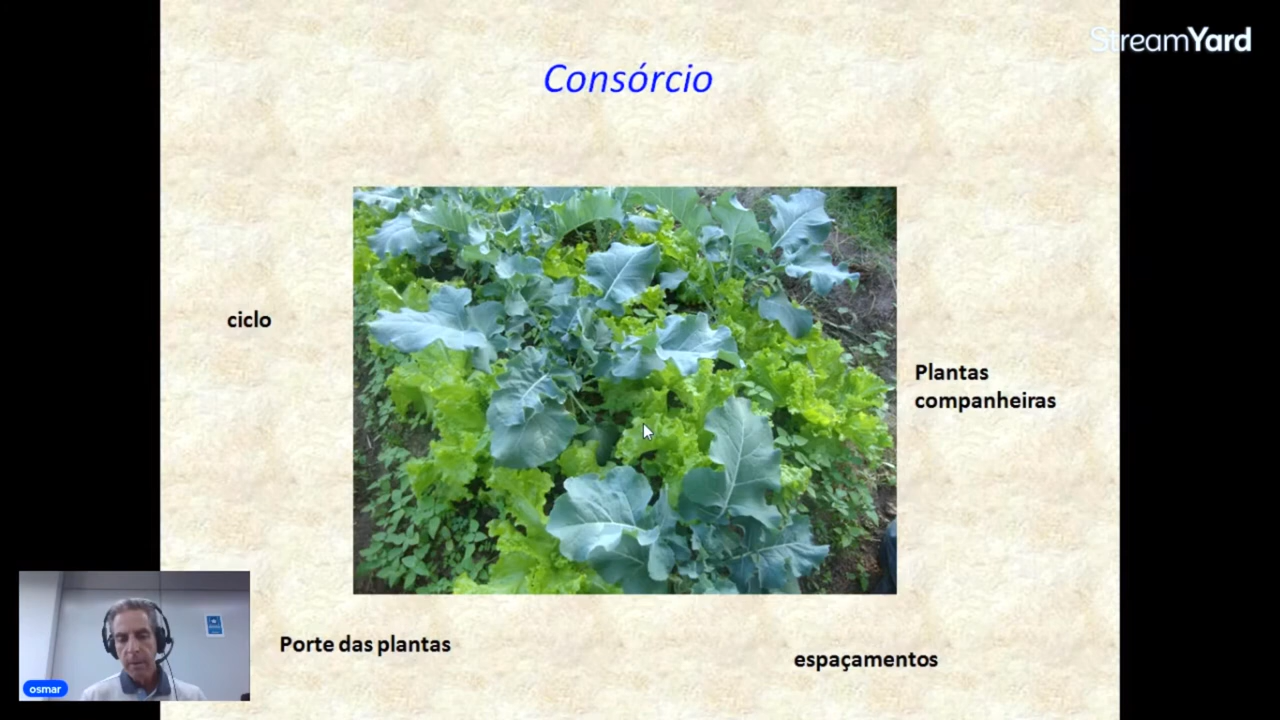 StreamYard
Consórcio
ciclo
Plantas
companheiras
Porte das plantas
espaçamentos
osmar